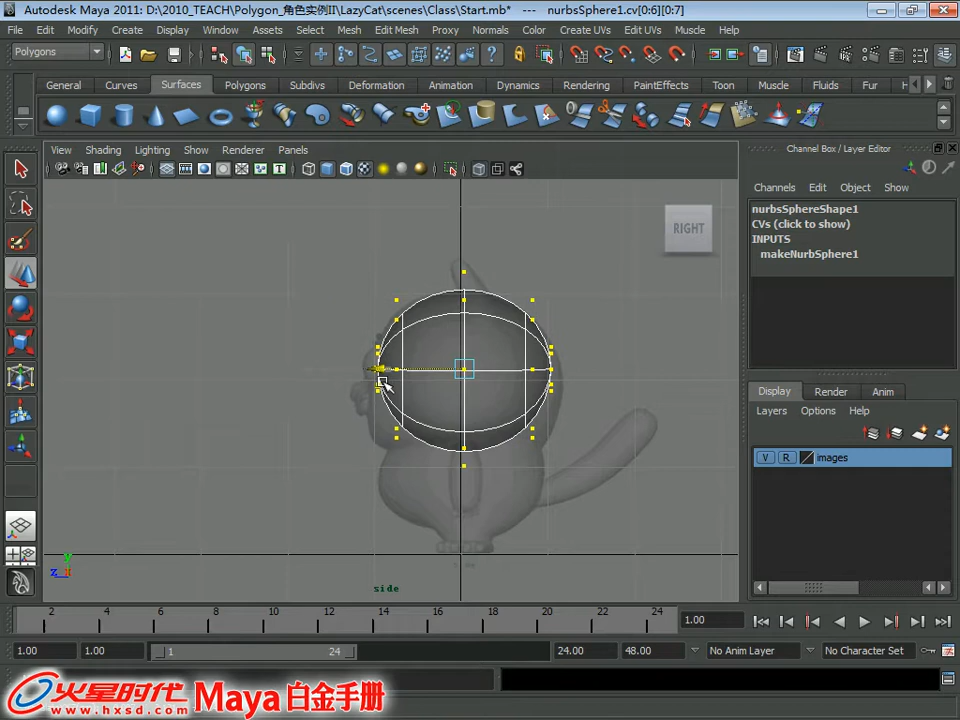 Autodesk Maya 2011: D:\2010_TEACH\Polygon_角色实例II\LazyCat\scenes\Class\Start.mb* --- nurbsSphere1.cv[0:6][0:7]
File Edit Modify Create Display Window Assets Select Mesh Edit Mesh Proxy Normals Color Create UVs Edit UVs Muscle Help
Polygons
General Curves Surfaces Polygons Subdivs Deformation Animation Dynamics Rendering PaintEffects Toon Muscle Fluids Fur
View Shading Lighting Show Renderer Panels
Channel Box / Layer Editor
Channels Edit Object Show
nurbsSphereShape1
CVs (click to show)
INPUTS
makeNurbSphere1
RIGHT
Display Render Anim
Layers Options Help
V R images
y
z x
side
2 4 6 8 10 12 14 16 18 20 22 24 1.00
1.00 1.00 1 24 24.00 48.00 No Anim Layer No Character Set
火星时代 Maya 白金手册
www.hxsd.com